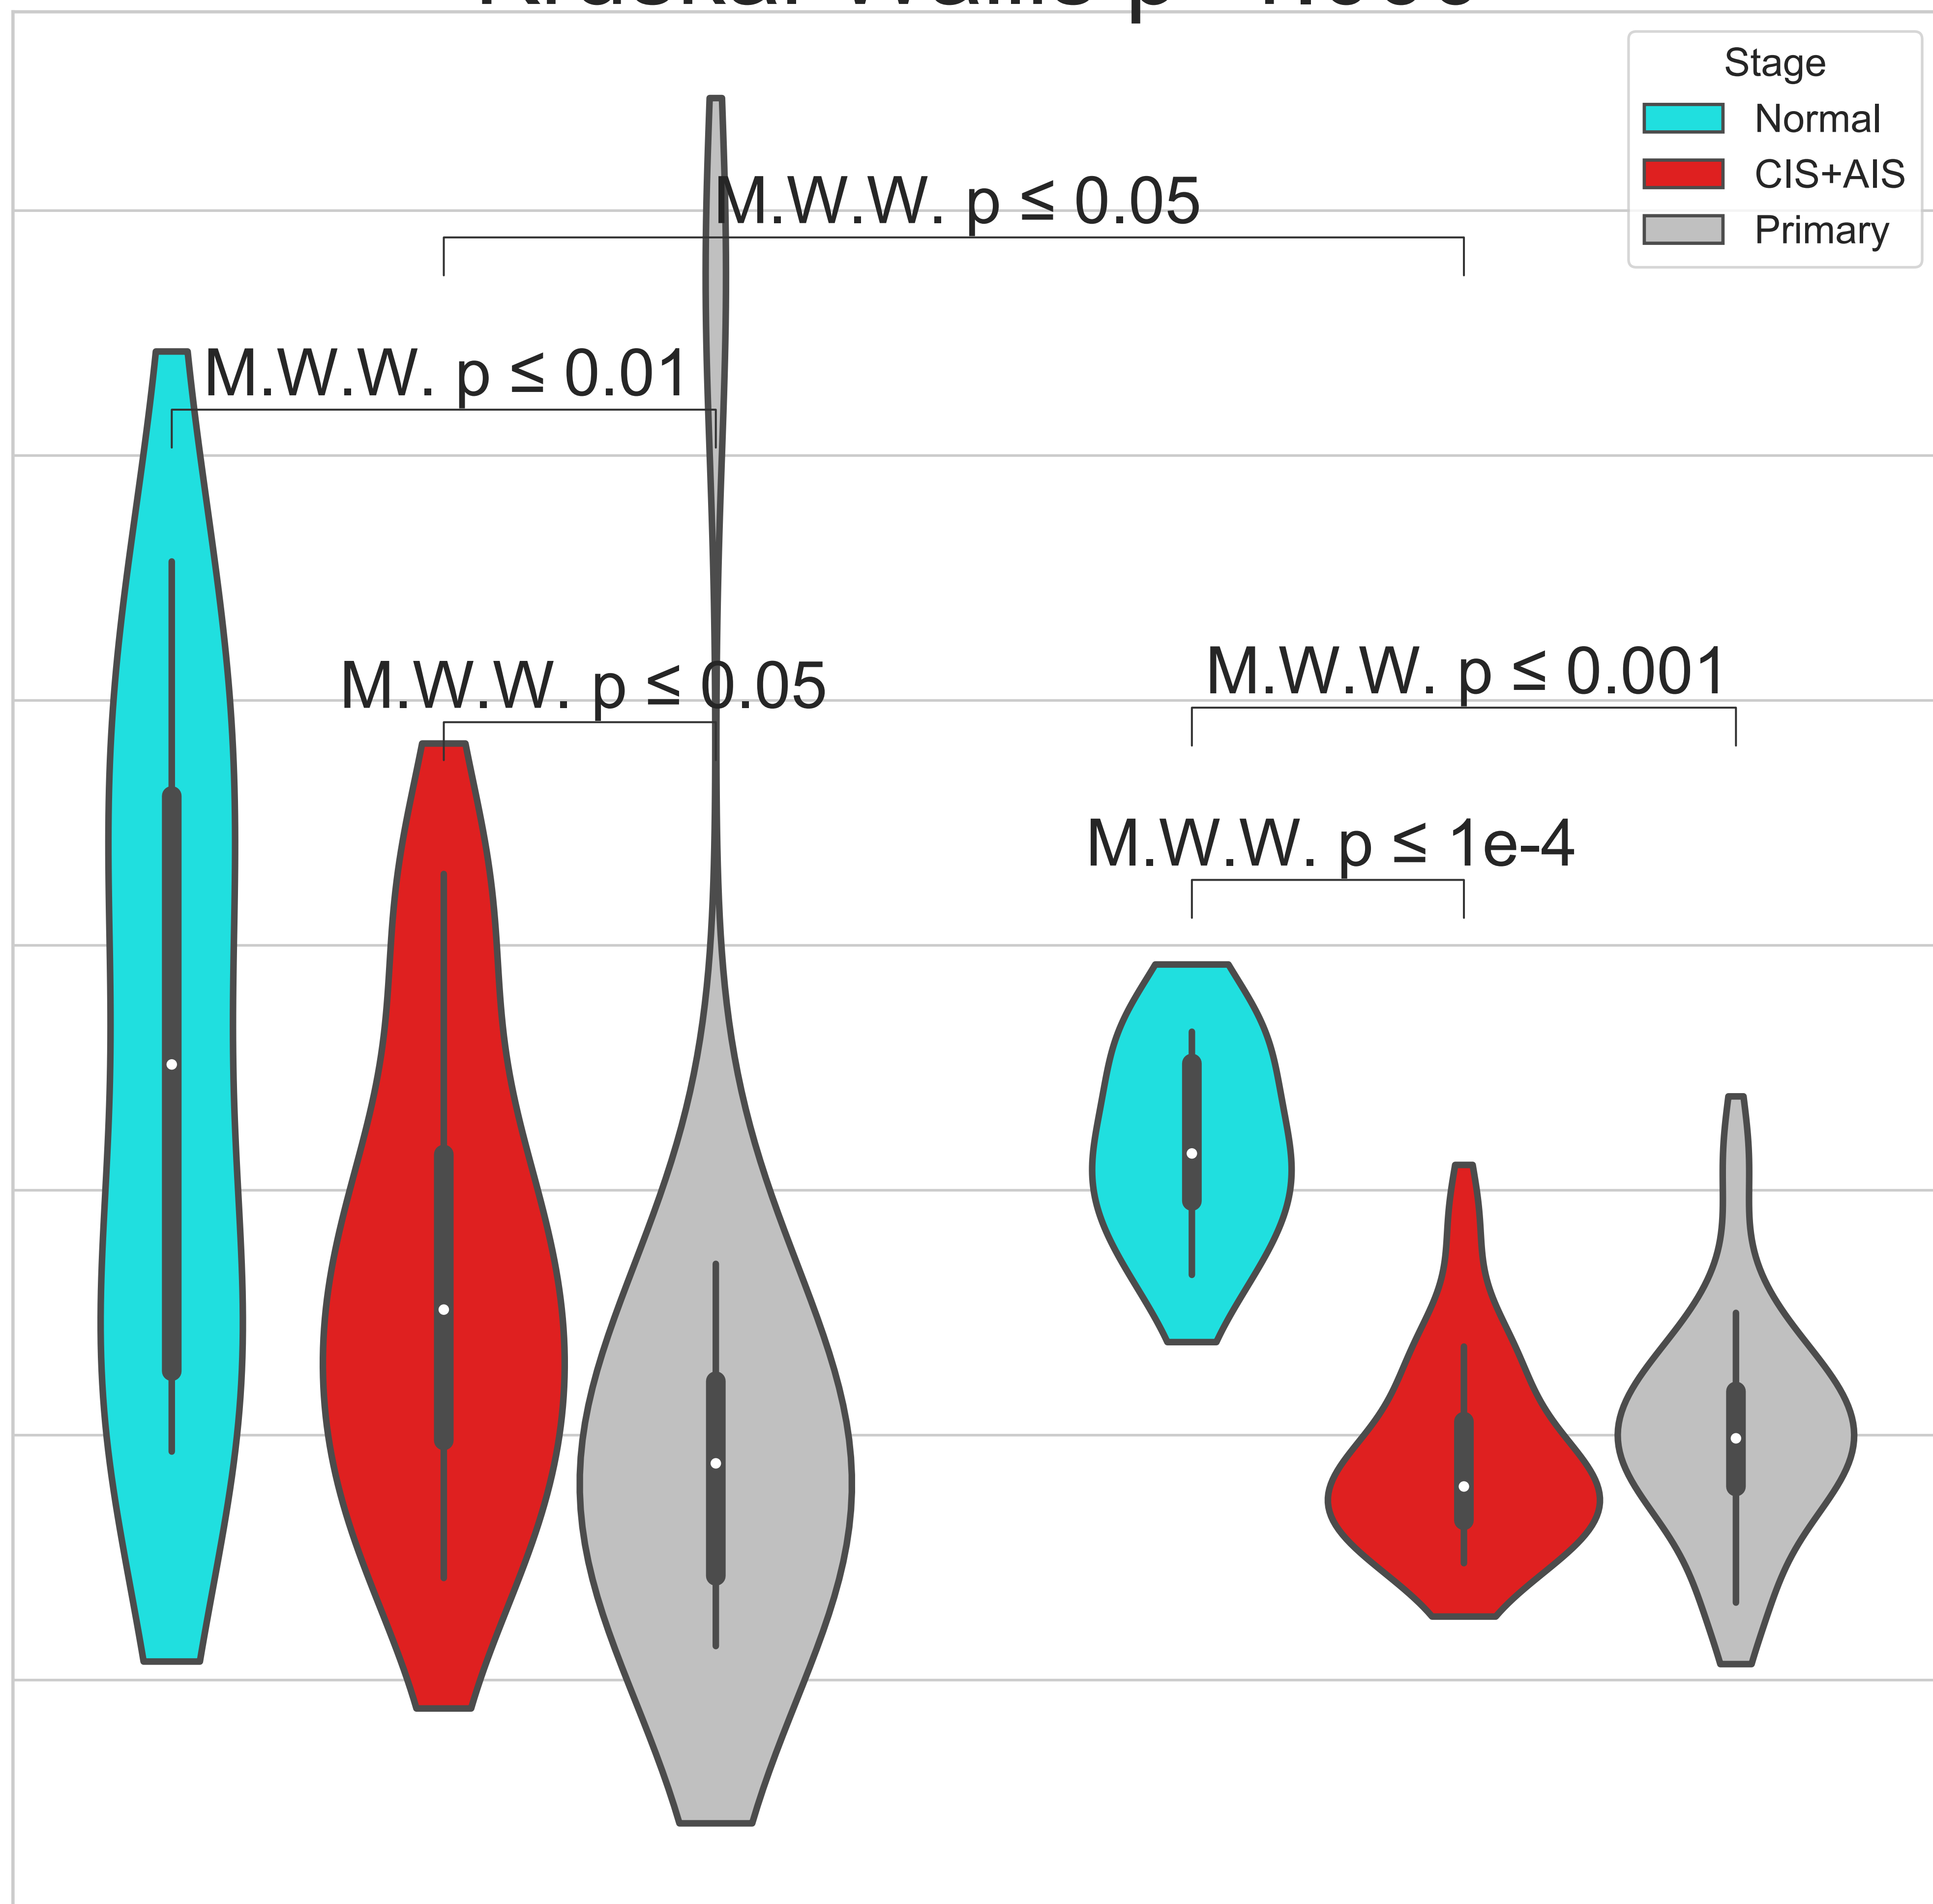 Stage
Normal
CIS+AIS
Primary
M.W.W. p ≤ 0.05
M.W.W. p ≤ 0.01
M.W.W. p ≤ 0.05
M.W.W. p ≤ 0.001
M.W.W. p ≤ 1e-4